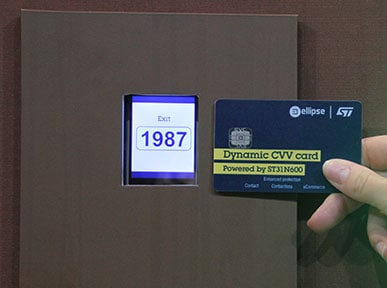 Exit
1987
ellipse | ST
Dynamic CVV card
Powered by ST31N600
Enhanced protection
Contact Contactless eCommerce